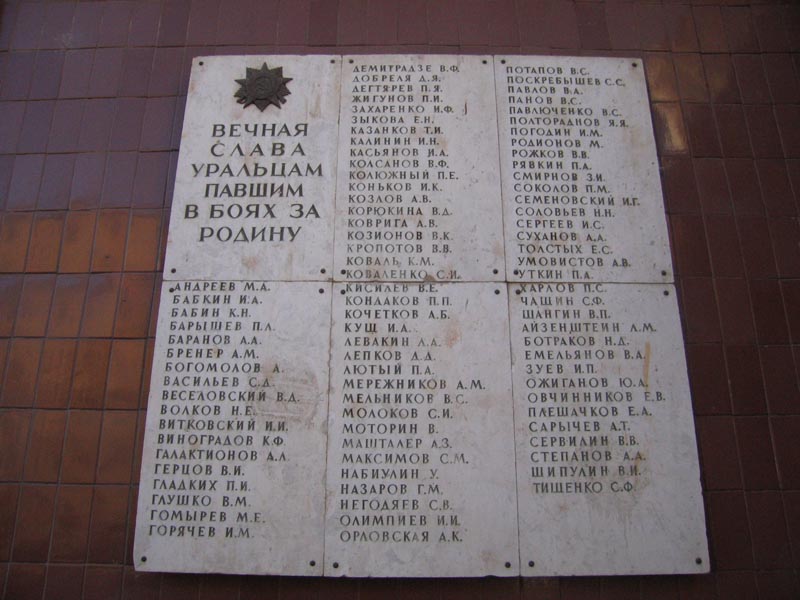 ВЕЧНАЯ
СЛАВА
УРАЛЬЦАМ
ПАВШИМ
В БОЯХ ЗА
РОДИНУ
АНДРЕЕВ М.А.
БАБКИН И.А.
БАБИН К.Н.
БАРЫШЕВ П.Л.
БАРАНОВ А.А.
БРЕНЕР А.М.
БОГОМОЛОВ А.
ВАСИЛЬЕВ С.Д.
ВЕСЕЛОВСКИЙ В.Д.
ВОЛКОВ Н.Е.
ВИТКОВСКИЙ И.И.
ВИНОГРАДОВ К.Ф.
ГАЛАКТИОНОВ А.Л.
ГЕРЦОВ В.И.
ГЛАДКИХ П.И.
ГЛУШКО В.М.
ГОМЫРЕВ М.Е.
ГОРЯЧЕВ И.М.
ДЕМИТРАДЗЕ В.Ф.
ДОБРЕЛЯ Д.Я.
ДЕГТЯРЕВ П.Я.
ЖИГУНОВ П.И.
ЗАХАРЕНКО И.Ф.
ЗЫКОВА Е.Н.
КАЗАНКОВ Т.И.
КАЛИНИН И.Н.
КАСЬЯНОВ И.А.
КОЛСАНОВ В.Ф.
КОЛЮЖНЫЙ П.Е.
КОНЬКОВ И.К.
КОЗЛОВ А.В.
КОРЮКИНА В.Д.
КОВРИГА А.В.
КОЗИОНОВ В.К.
КРОПОТОВ В.В.
КОВАЛЬ К.М.
КОВАЛЕНКО С.И.
КИСИЛЕВ В.Е.
КОНДАКОВ П.П.
КОЧЕТКОВ А.Б.
КУЩ И.Д.
ЛЕВАКИН Л.А.
ЛЕПКОВ Д.Д.
ЛЮТЫЙ П.А.
МЕРЕЖНИКОВ А.М.
МЕЛЬНИКОВ В.С.
МОЛОКОВ С.И.
МОТОРИН В.
МАШТАЛЕР А.З.
МАКСИМОВ С.М.
НАБИУЛИН У.
НАЗАРОВ Г.М.
НЕГОДЯЕВ С.В.
ОЛИМПИЕВ И.И.
ОРЛОВСКАЯ А.К.
ПОТАПОВ В.С.
ПОСКРЕБЫШЕВ С.С.
ПАВЛОВ В.А.
ПАНОВ В.С.
ПАВЛЮЧЕНКО В.С.
ПОЛТОРАДНОВ Я.Я.
ПОГОДИН И.М.
РОДИОНОВ М.
РОЖКОВ В.В.
РЯВКИН П.А.
СМИРНОВ З.И.
СОКОЛОВ П.М.
СЕМЕНОВСКИЙ И.Г.
СОЛОВЬЕВ Н.Н.
СЕРГЕЕВ И.С.
СУХАНОВ А.А.
ТОЛСТЫХ Е.С.
УМОВИСТОВ А.В.
УТКИН П.А.
ХАРЛОВ П.С.
ЧАЩИН С.Ф.
ШАНГИН В.П.
АЙЗЕНШТЕЙН Л.М.
БОТРАКОВ Н.Д.
ЕМЕЛЬЯНОВ В.Д.
ЗУЕВ И.П.
ОЖИГАНОВ Ю.А.
ОВЧИННИКОВ Е.В.
ПЛЕШАЧКОВ Е.А.
САРЫЧЕВ А.Т.
СЕРВИЛИН В.В.
СТЕПАНОВ А.А.
ШИПУЛИН В.И.
ТИЩЕНКО С.Ф.